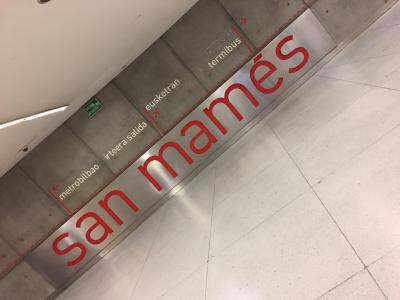 metrobilbao
irteera salida
euskotran
termibus
san mamés